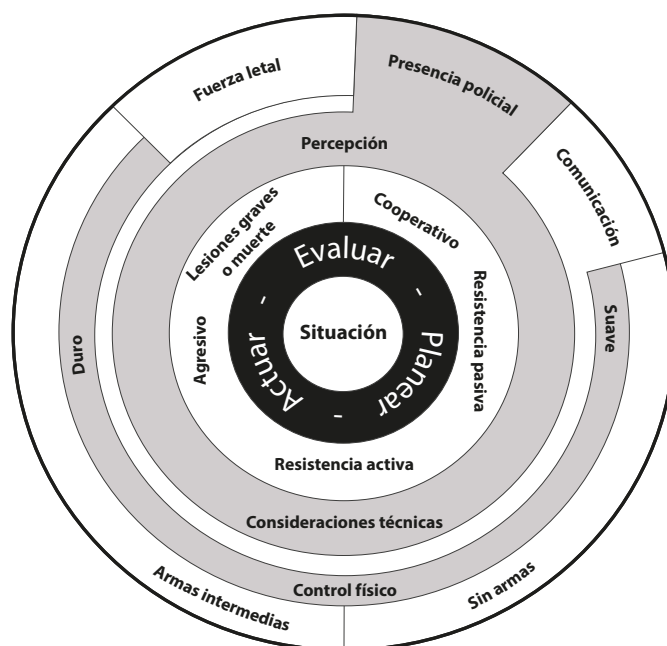 Fuerza letal
Presencia policial
Percepción
Comunicación
Lesiones graves
o muerte
Cooperativo
Evaluar - Planear - Actuar -
Situación
Resistencia pasiva
Suave
Duro
Agresivo
Resistencia activa
Consideraciones técnicas
Control físico
Armas intermedias
Sin armas